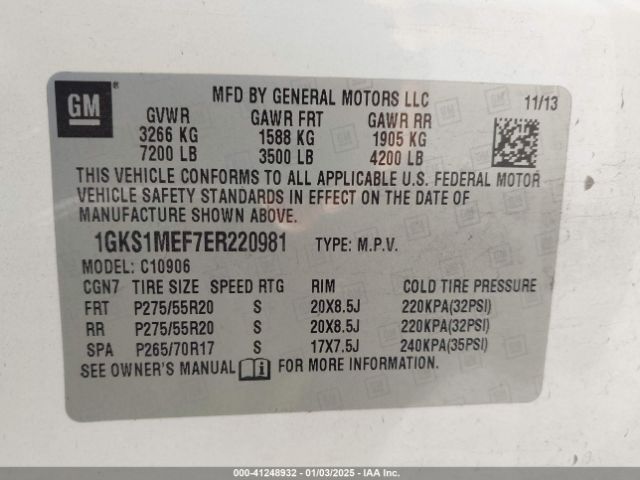 GM
MFD BY GENERAL MOTORS LLC 11/13
GVWR GAWR FRT GAWR RR
3266 KG 1588 KG 1905 KG
7200 LB 3500 LB 4200 LB
THIS VEHICLE CONFORMS TO ALL APPLICABLE U.S. FEDERAL MOTOR
VEHICLE SAFETY STANDARDS IN EFFECT ON THE DATE OF
MANUFACTURE SHOWN ABOVE.
1GKS1MEF7ER220981 TYPE: M.P.V.
MODEL: C10906
CGN7 TIRE SIZE SPEED RTG RIM COLD TIRE PRESSURE
FRT P275/55R20 S 20X8.5J 220KPA(32PSI)
RR P275/55R20 S 20X8.5J 220KPA(32PSI)
SPA P265/70R17 S 17X7.5J 240KPA(35PSI)
SEE OWNER'S MANUAL FOR MORE INFORMATION.
000-41248932 - 01/03/2025 - IAAI.COM